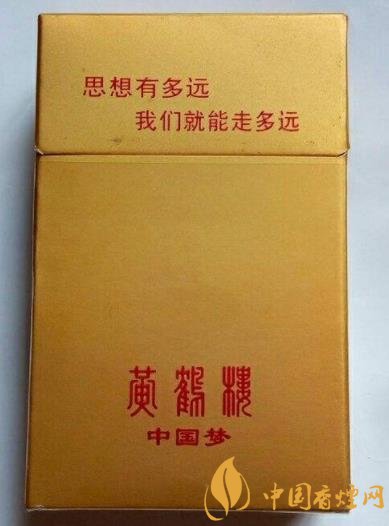 思想有多远
我们就能走多远
黄鹤楼
中国梦
中国香烟网